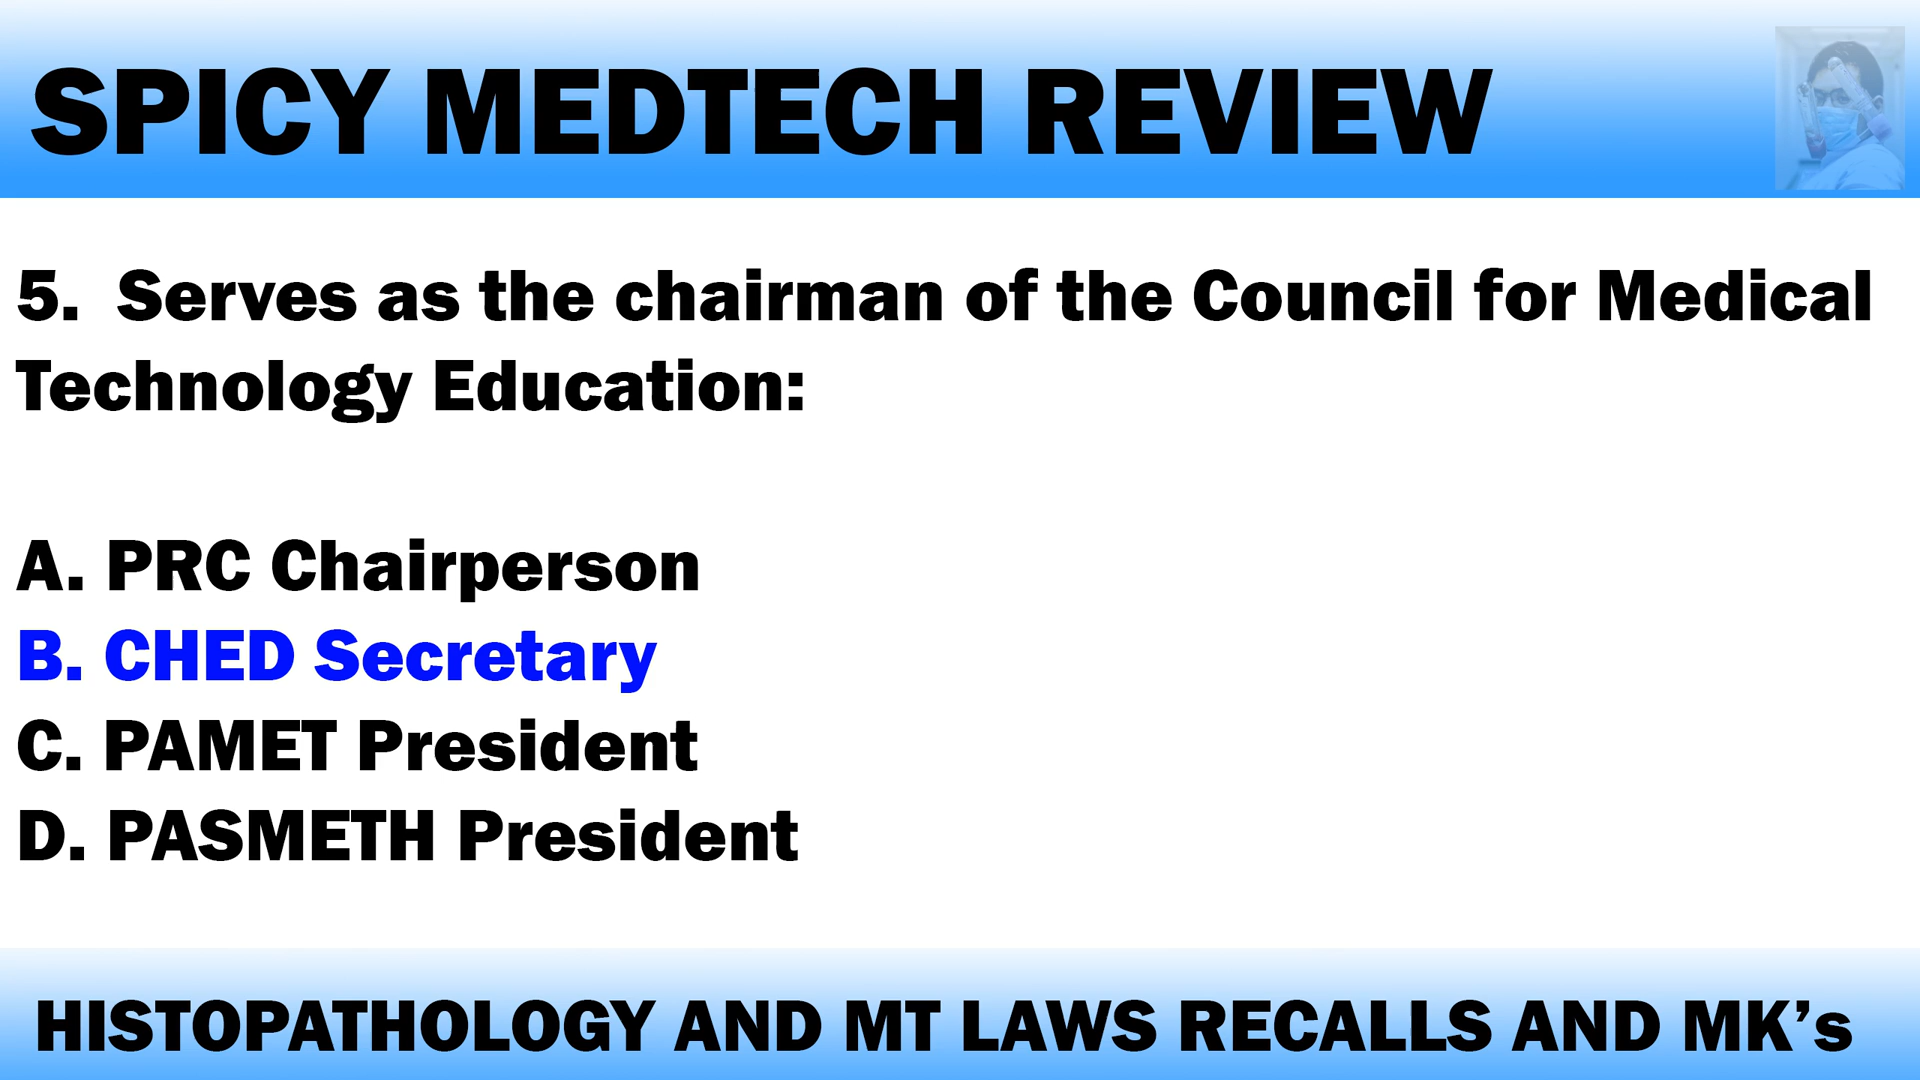 SPICY MEDTECH REVIEW
5.  Serves as the chairman of the Council for Medical
Technology Education:
A. PRC Chairperson
B. CHED Secretary
C. PAMET President
D. PASMETH President
HISTOPATHOLOGY AND MT LAWS RECALLS AND MK’s